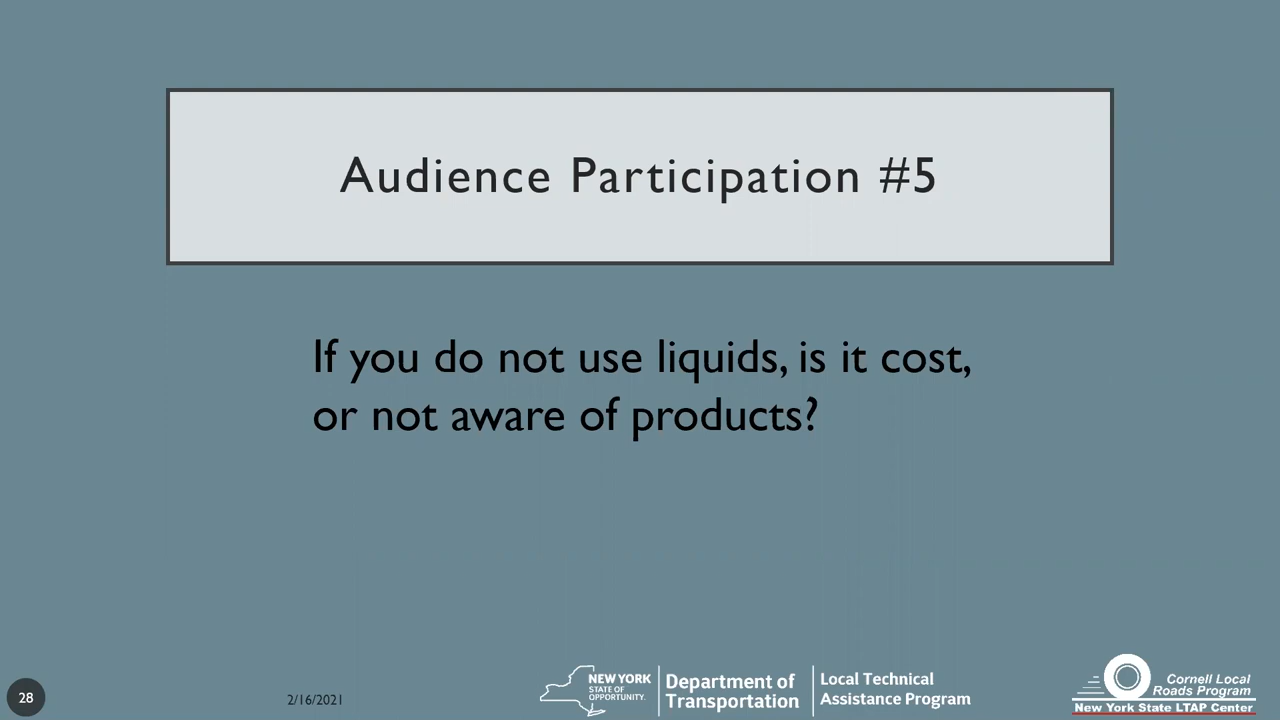 Audience Participation #5
If you do not use liquids, is it cost,
or not aware of products?
28
2/16/2021
NEW YORK
STATE OF
OPPORTUNITY.
Department of
Transportation
Local Technical
Assistance Program
Cornell Local
Roads Program
New York State LTAP Center